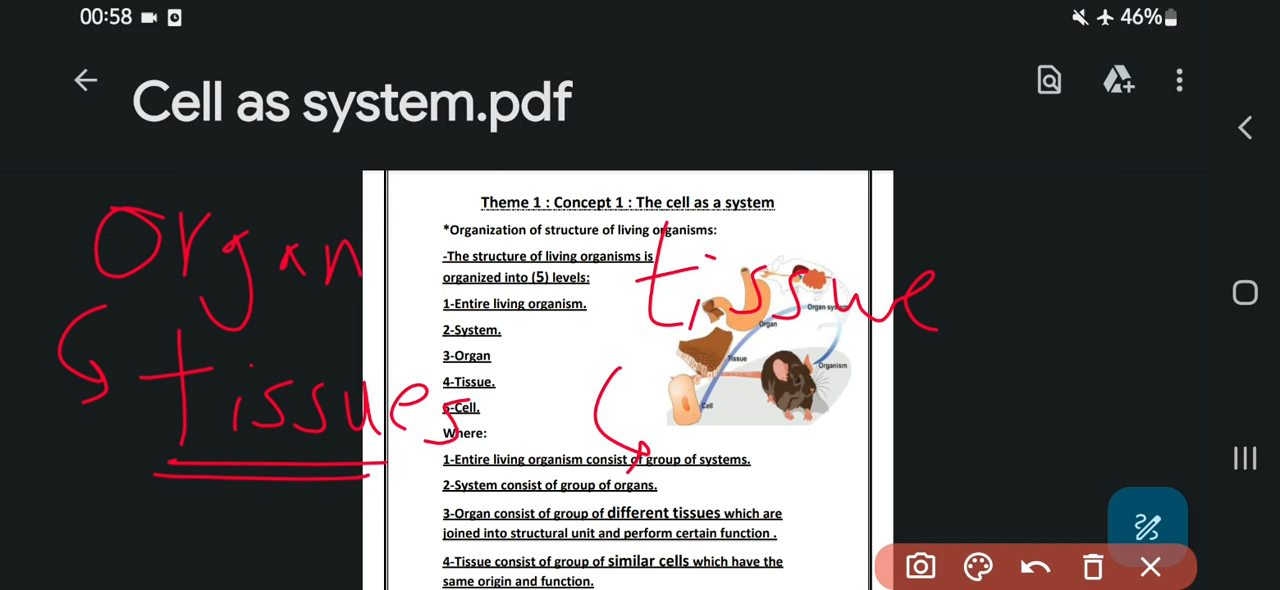 00:58
46%
Cell as system.pdf
Theme 1 : Concept 1 : The cell as a system
*Organization of structure of living organisms:
-The structure of living organisms is
organized into (5) levels:
1-Entire living organism.
2-System.
3-Organ
4-Tissue.
5-Cell.
Where:
1-Entire living organism consist of group of systems.
2-System consist of group of organs.
3-Organ consist of group of different tissues which are
joined into structural unit and perform certain function .
4-Tissue consist of group of similar cells which have the
same origin and function.
Organ system
Organ
Tissue
Organism
Cell
Organ
tissues
tissue